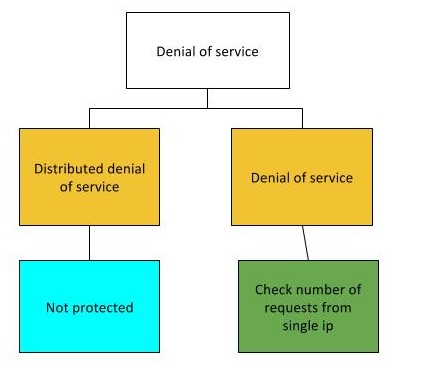 Denial of service
Distributed denial
of service
Denial of service
Not protected
Check number of
requests from
single ip